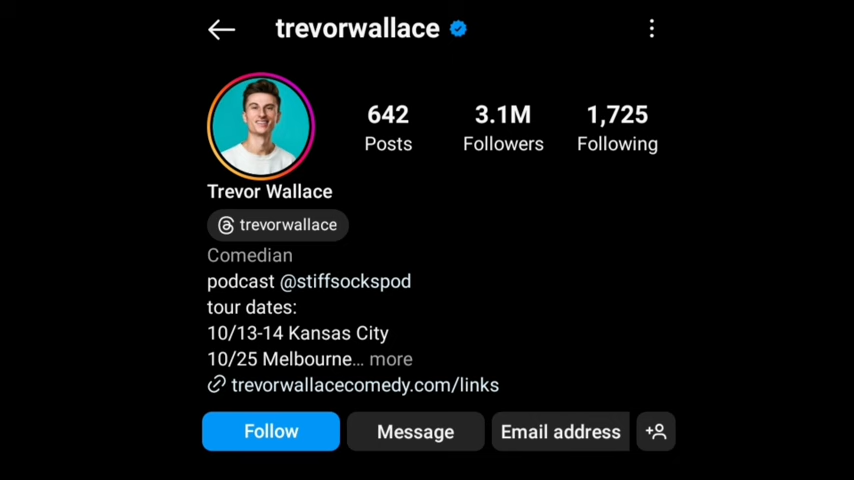 trevorwallace
642 3.1M 1,725
Posts Followers Following
Trevor Wallace
trevorwallace
Comedian
podcast @stiffsockspod
tour dates:
10/13-14 Kansas City
10/25 Melbourne... more
trevorwallacecomedy.com/links
Follow Message Email address